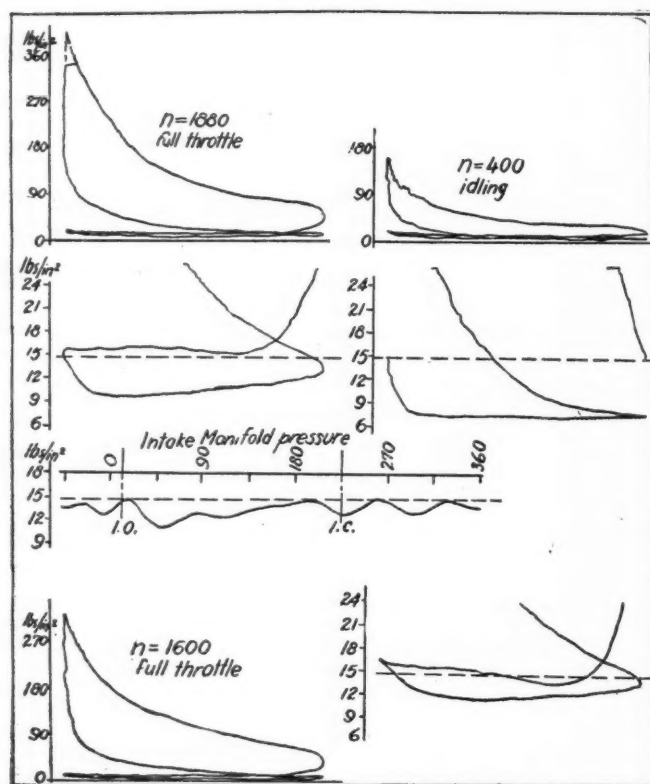 lbs/in²
360
270
180
90
0
n=1880
Full throttle
180
90
0
n=400
idling
lbs/in²
24
21
18
15
12
9
6
24
21
18
15
12
9
6
Intake Manifold pressure
lbs/in²
18
15
12
9
0 90 180 270 360
I.O. I.C.
lbs/in²
270
180
90
0
n=1600
Full throttle
24
21
18
15
12
9
6